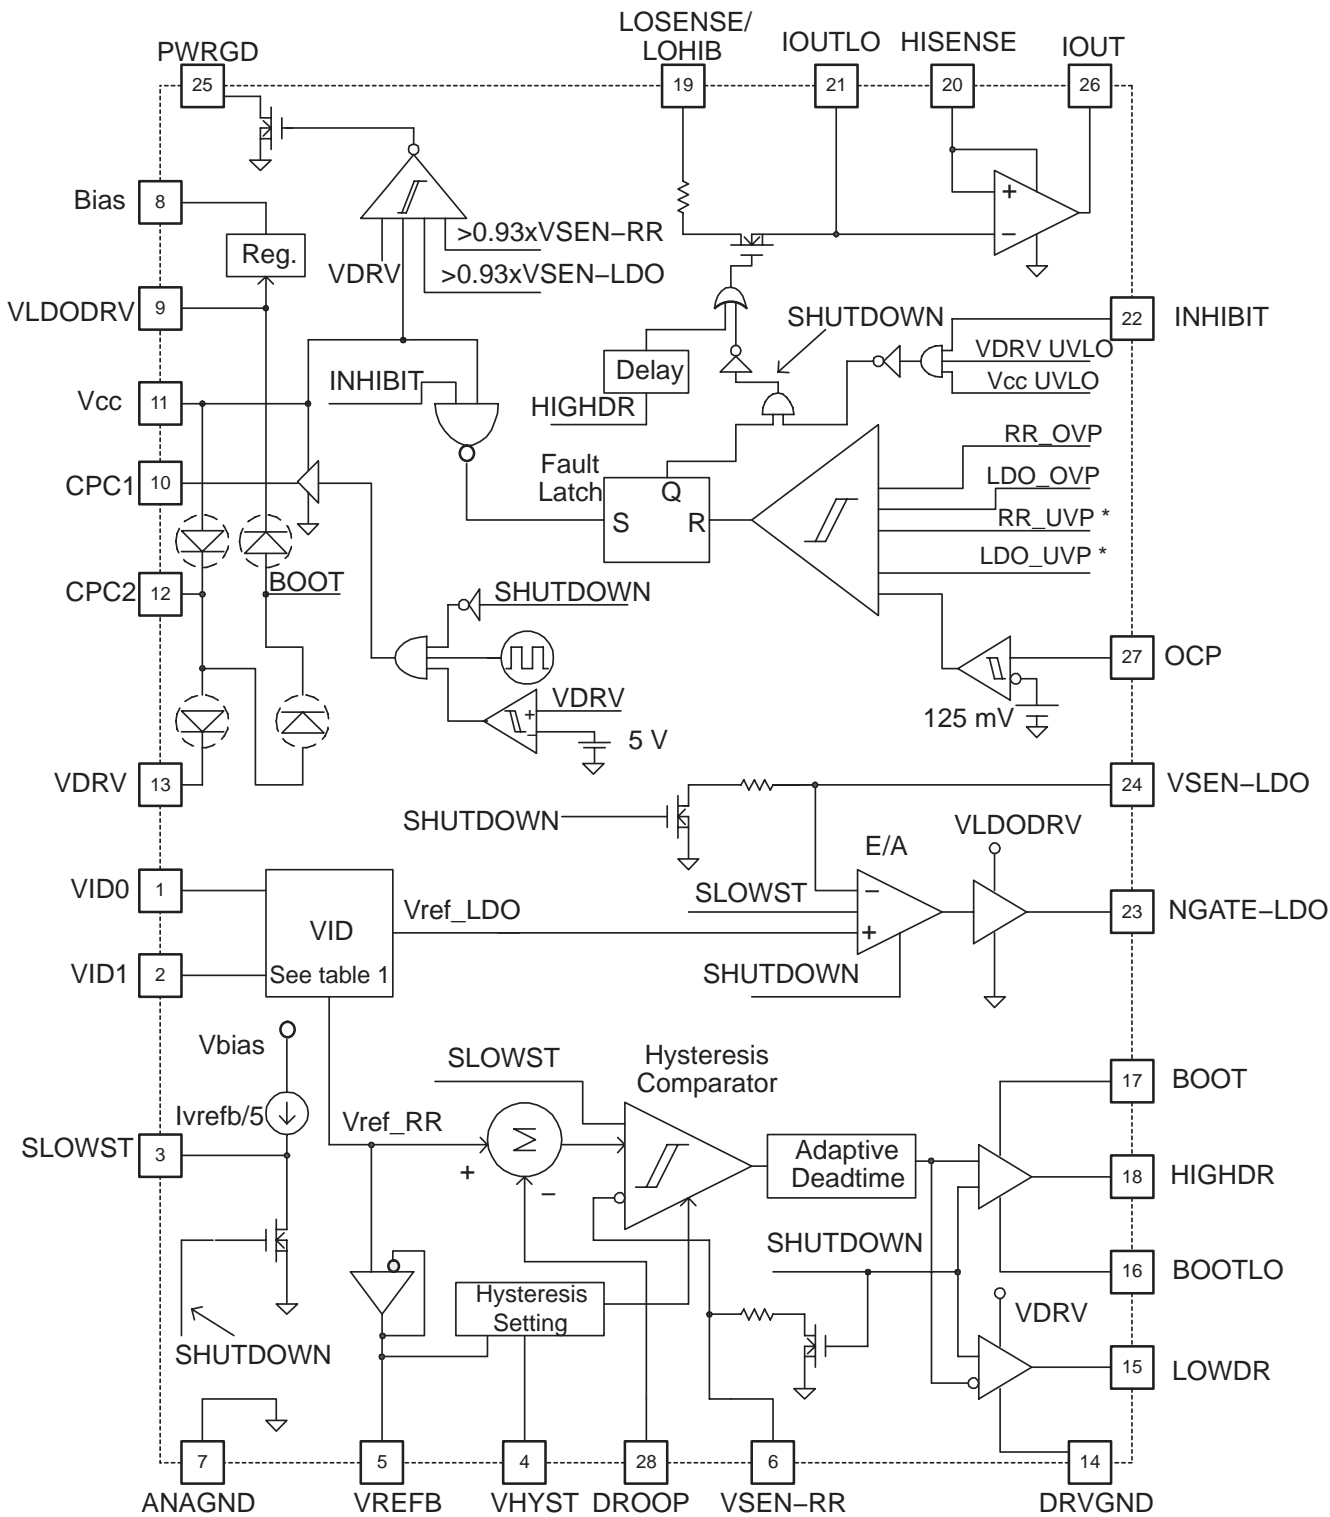 LOSENSE/
LOHIB
IOUTLO
HISENSE
IOUT
PWRGD
25
19
21
20
26
Bias
8
Reg.
+
−
>0.93xVSEN−RR
VDRV
>0.93xVSEN−LDO
VLDODRV
9
SHUTDOWN
22
INHIBIT
VDRV UVLO
Vcc UVLO
Delay
INHIBIT
HIGHDR
Vcc
11
RR_OVP
LDO_OVP
RR_UVP *
LDO_UVP *
Fault
Latch
Q
S
R
CPC1
10
CPC2
12
BOOT
SHUTDOWN
27
OCP
VDRV
+
−
5 V
125 mV
VDRV
13
24
VSEN−LDO
SHUTDOWN
VLDODRV
E/A
VID0
1
SLOWST
−
+
Vref_LDO
23
NGATE−LDO
VID
See table 1
VID1
2
SHUTDOWN
Vbias
SLOWST
Hysteresis
Comparator
17
BOOT
Ivrefb/5
Vref_RR
Σ
+
−
SLOWST
3
Adaptive
Deadtime
18
HIGHDR
SHUTDOWN
16
BOOTLO
Hysteresis
Setting
VDRV
SHUTDOWN
15
LOWDR
7
5
4
28
6
14
ANAGND
VREFB
VHYST
DROOP
VSEN−RR
DRVGND